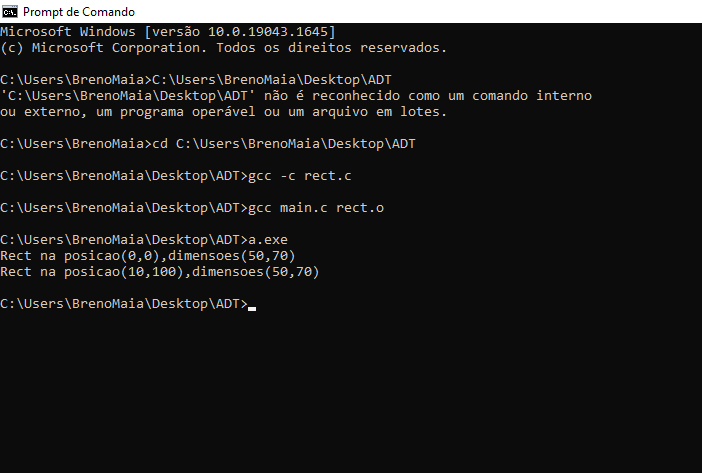 Prompt de Comando
Microsoft Windows [versão 10.0.19043.1645]
(c) Microsoft Corporation. Todos os direitos reservados.
C:\Users\BrenoMaia>C:\Users\BrenoMaia\Desktop\ADT
'C:\Users\BrenoMaia\Desktop\ADT' não é reconhecido como um comando interno
ou externo, um programa operável ou um arquivo em lotes.
C:\Users\BrenoMaia>cd C:\Users\BrenoMaia\Desktop\ADT
C:\Users\BrenoMaia\Desktop\ADT>gcc -c rect.c
C:\Users\BrenoMaia\Desktop\ADT>gcc main.c rect.o
C:\Users\BrenoMaia\Desktop\ADT>a.exe
Rect na posicao(0,0),dimensoes(50,70)
Rect na posicao(10,100),dimensoes(50,70)
C:\Users\BrenoMaia\Desktop\ADT>